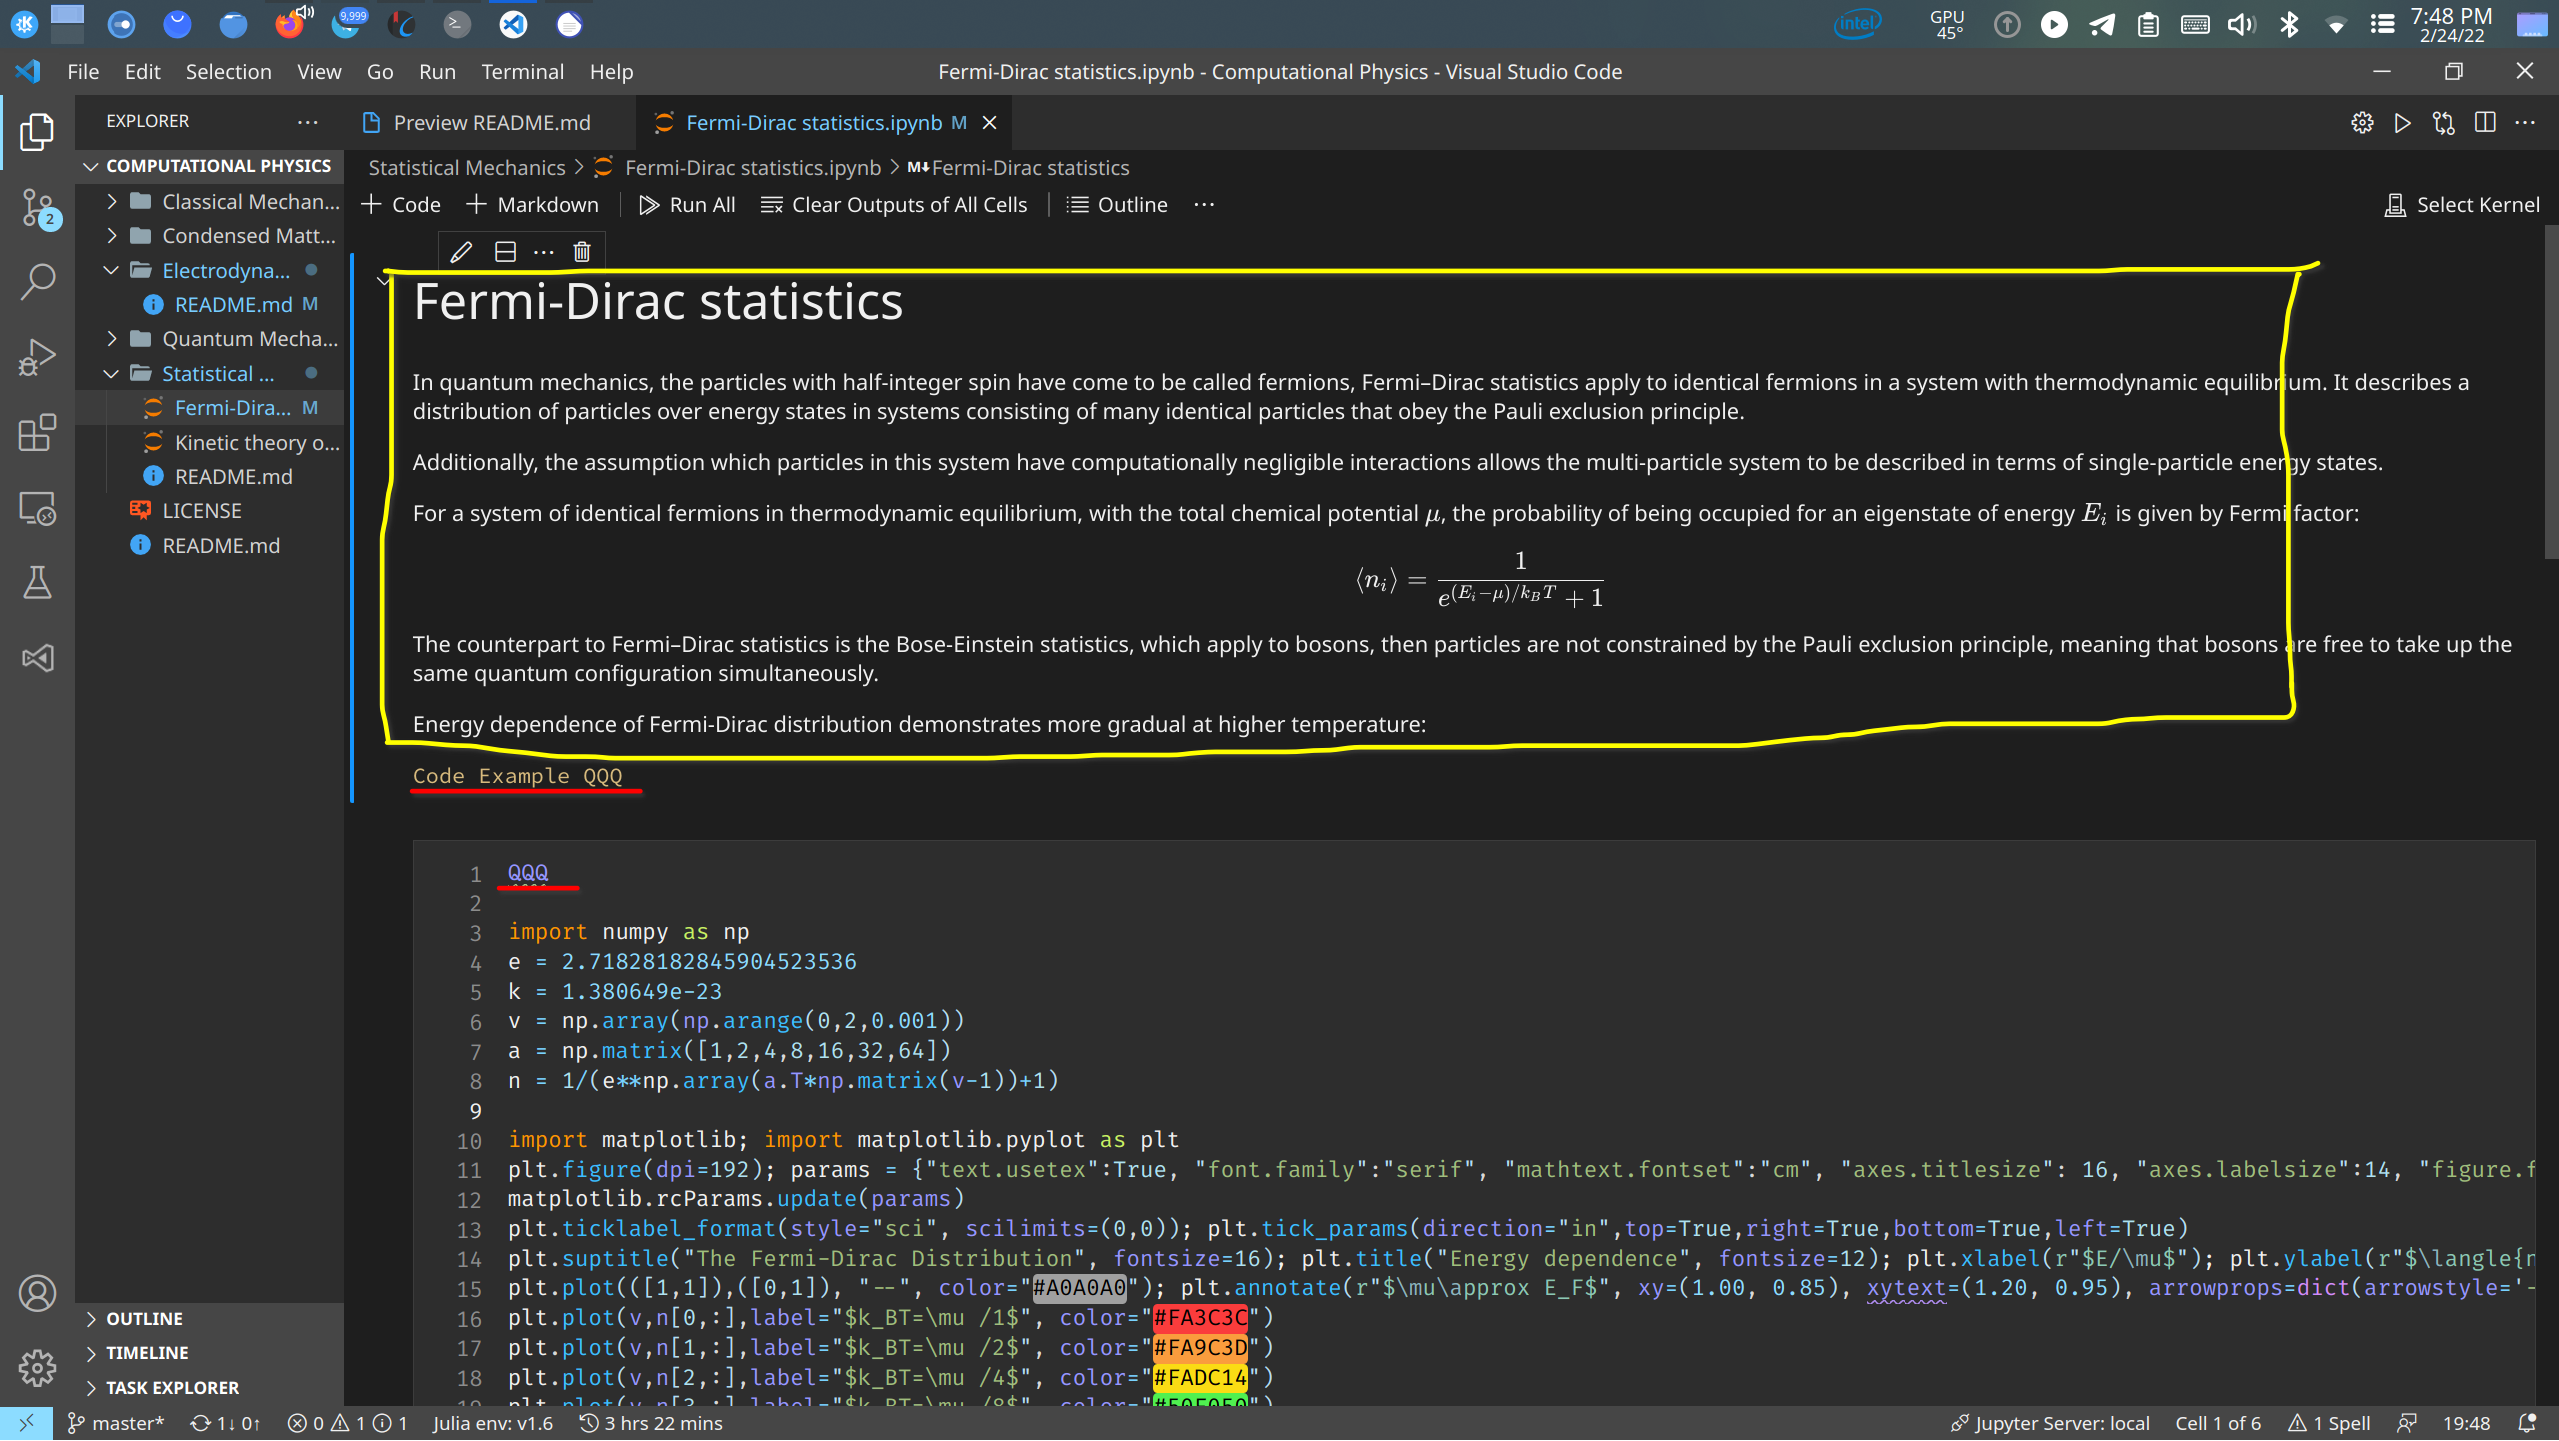 9,999
intel
GPU
45°
7:48 PM
2/24/22
File Edit Selection View Go Run Terminal Help
Fermi-Dirac statistics.ipynb - Computational Physics - Visual Studio Code
EXPLORER
Preview README.md
Fermi-Dirac statistics.ipynb M
COMPUTATIONAL PHYSICS
Classical Mechan...
Condensed Matt...
Electrodyna...
README.md M
Quantum Mecha...
Statistical ...
Fermi-Dira... M
Kinetic theory o...
README.md
LICENSE
README.md
2
OUTLINE
TIMELINE
TASK EXPLORER
Statistical Mechanics > Fermi-Dirac statistics.ipynb > M↓Fermi-Dirac statistics
+ Code + Markdown Run All Clear Outputs of All Cells Outline ... Select Kernel
Fermi-Dirac statistics
In quantum mechanics, the particles with half-integer spin have come to be called fermions, Fermi–Dirac statistics apply to identical fermions in a system with thermodynamic equilibrium. It describes a
distribution of particles over energy states in systems consisting of many identical particles that obey the Pauli exclusion principle.
Additionally, the assumption which particles in this system have computationally negligible interactions allows the multi-particle system to be described in terms of single-particle energy states.
For a system of identical fermions in thermodynamic equilibrium, with the total chemical potential μ, the probability of being occupied for an eigenstate of energy E_i is given by Fermi factor:
⟨n_i⟩ = 1 / (e^{(E_i−μ)/k_BT} + 1)
The counterpart to Fermi–Dirac statistics is the Bose-Einstein statistics, which apply to bosons, then particles are not constrained by the Pauli exclusion principle, meaning that bosons are free to take up the
same quantum configuration simultaneously.
Energy dependence of Fermi-Dirac distribution demonstrates more gradual at higher temperature:
Code Example QQQ
1 QQQ
2
3 import numpy as np
4 e = 2.71828182845904523536
5 k = 1.380649e-23
6 v = np.array(np.arange(0,2,0.001))
7 a = np.matrix([1,2,4,8,16,32,64])
8 n = 1/(e**np.array(a.T*np.matrix(v-1))+1)
9
10 import matplotlib; import matplotlib.pyplot as plt
11 plt.figure(dpi=192); params = {"text.usetex":True, "font.family":"serif", "mathtext.fontset":"cm", "axes.titlesize": 16, "axes.labelsize":14, "figure.f
12 matplotlib.rcParams.update(params)
13 plt.ticklabel_format(style="sci", scilimits=(0,0)); plt.tick_params(direction="in",top=True,right=True,bottom=True,left=True)
14 plt.suptitle("The Fermi-Dirac Distribution", fontsize=16); plt.title("Energy dependence", fontsize=12); plt.xlabel(r"$E/\mu$"); plt.ylabel(r"$\langle{n
15 plt.plot(([1,1]),([0,1]), "--", color="#A0A0A0"); plt.annotate(r"$\mu\approx E_F$", xy=(1.00, 0.85), xytext=(1.20, 0.95), arrowprops=dict(arrowstyle='-
16 plt.plot(v,n[0,:],label="$k_BT=\mu /1$", color="#FA3C3C")
17 plt.plot(v,n[1,:],label="$k_BT=\mu /2$", color="#FA9C3D")
18 plt.plot(v,n[2,:],label="$k_BT=\mu /4$", color="#FADC14")
master* 1↓ 0↑ 0 1 1 Julia env: v1.6 3 hrs 22 mins
Jupyter Server: local Cell 1 of 6 1 Spell 19:48